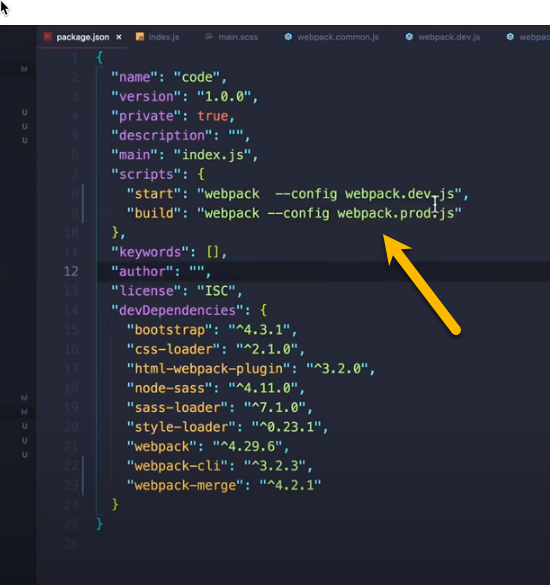 package.json × index.js main.scss webpack.common.js webpack.dev.js webpac
1 {
2 "name": "code",
3 "version": "1.0.0",
4 "private": true,
5 "description": "",
6 "main": "index.js",
7 "scripts": {
8 "start": "webpack  --config webpack.dev.js",
9 "build": "webpack --config webpack.prod.js"
10 },
11 "keywords": [],
12 "author": "",
13 "license": "ISC",
14 "devDependencies": {
15 "bootstrap": "^4.3.1",
16 "css-loader": "^2.1.0",
17 "html-webpack-plugin": "^3.2.0",
18 "node-sass": "^4.11.0",
19 "sass-loader": "^7.1.0",
20 "style-loader": "^0.23.1",
21 "webpack": "^4.29.6",
22 "webpack-cli": "^3.2.3",
23 "webpack-merge": "^4.2.1"
24 }
25 }
26
M
U
U
U
M
M
U
U
U